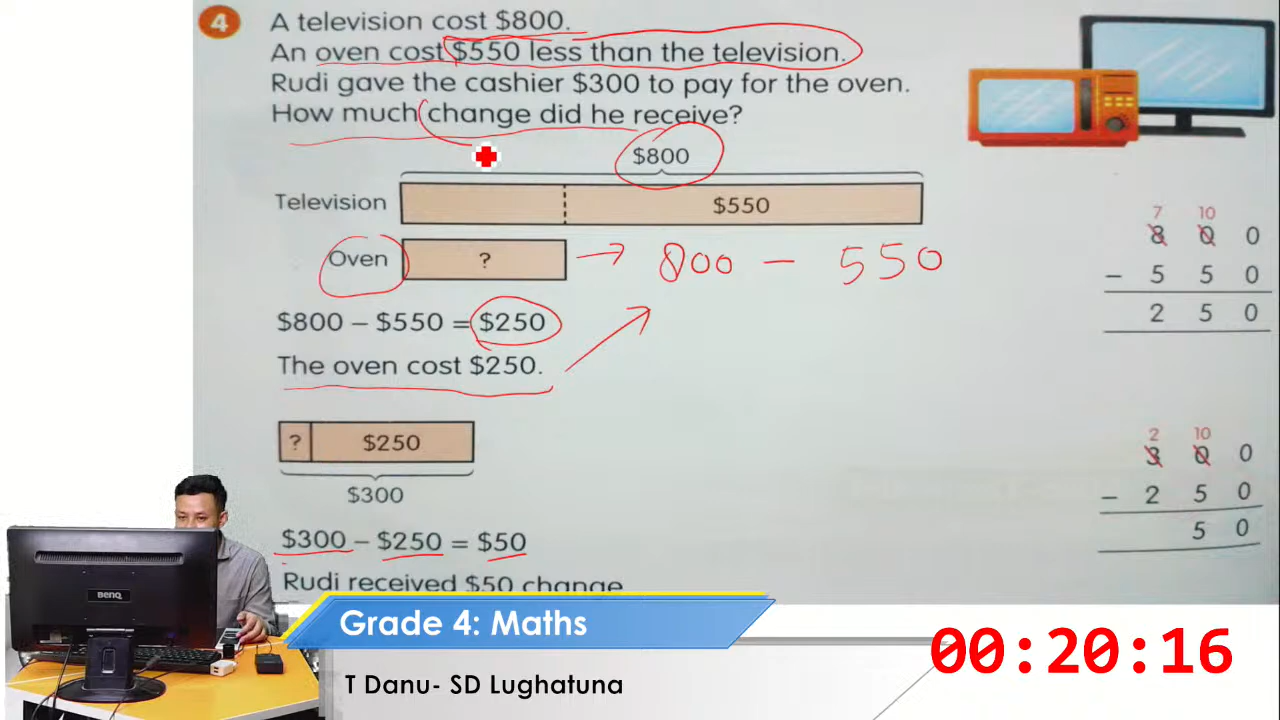 4
A television cost $800.
An oven cost $550 less than the television.
Rudi gave the cashier $300 to pay for the oven.
How much change did he receive?
$800
Television
$550
Oven
?
800 - 550
$800 – $550 = $250
The oven cost $250.
7 10
8 0 0
– 5 5 0
2 5 0
? $250
$300
2 10
3 0 0
– 2 5 0
5 0
$300 – $250 = $50
Rudi received $50 change
BENQ
Grade 4: Maths
T Danu- SD Lughatuna
00:20:16